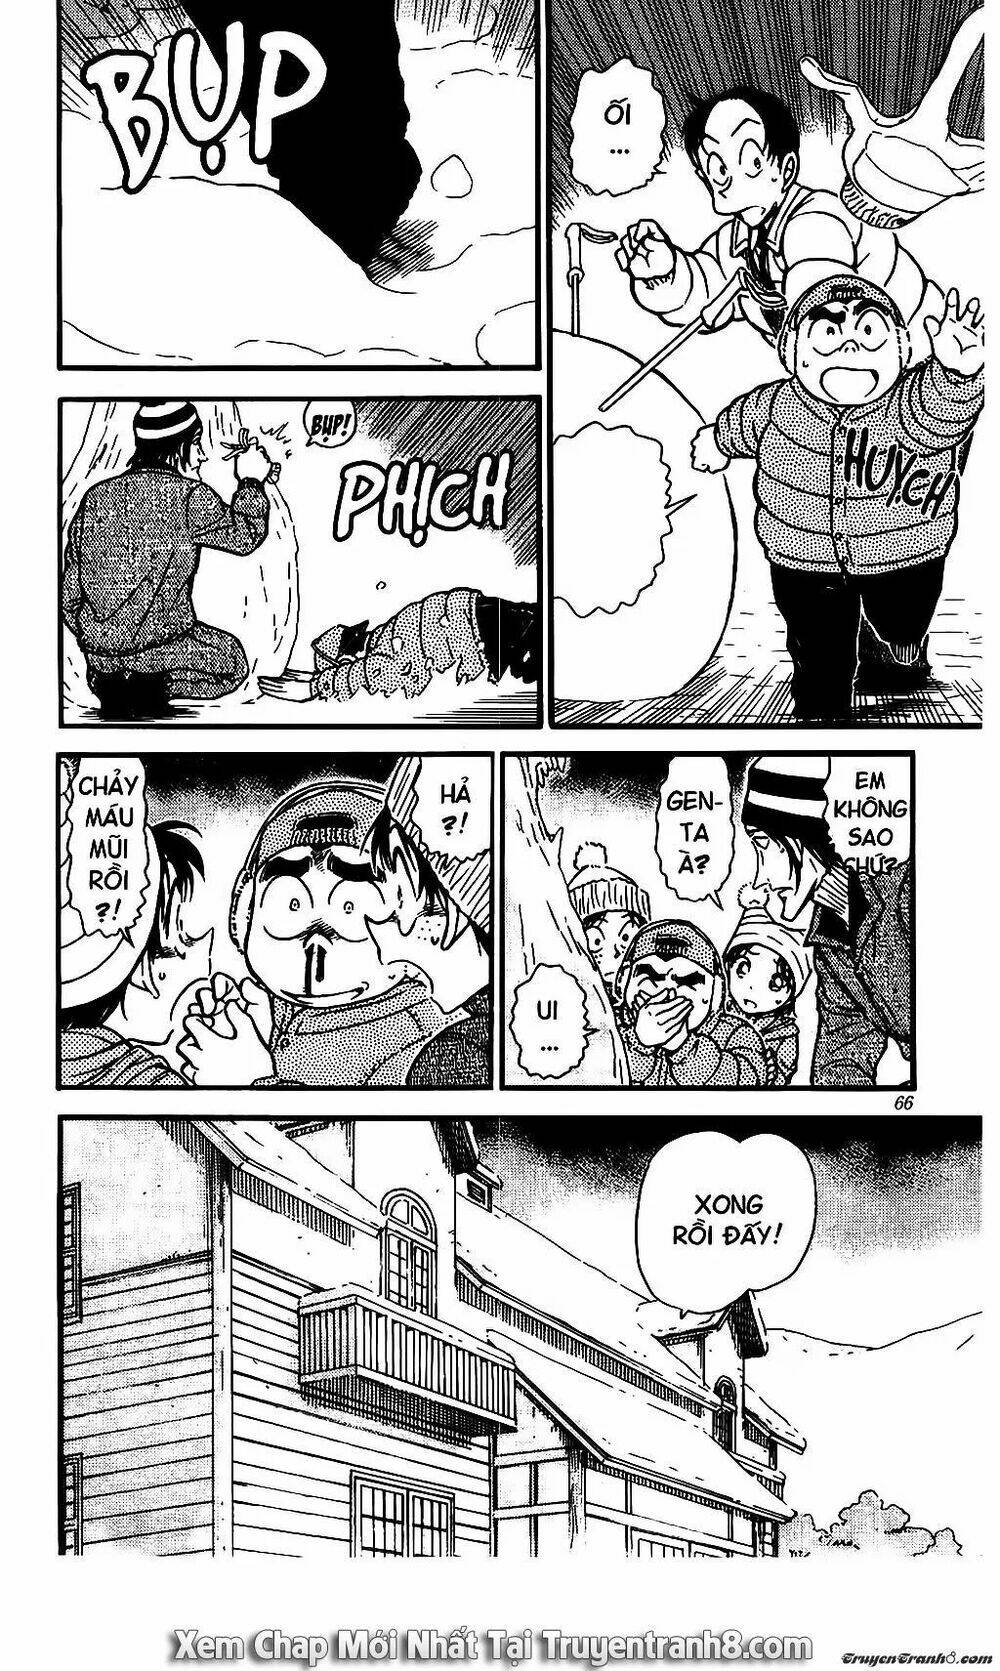 BỤP
ỐI
...
HUỴCH
BỤP!
PHỊCH
CHẢY
MÁU
MŨI
RỒI
?!
HẢ
?!
GEN-
TA
À?
EM
KHÔNG
SAO
CHỨ?
UI
...
66
XONG
RỒI ĐẤY!
Xem Chap Mới Nhất Tại Truyentranh8.com
TruyenTranh8.com